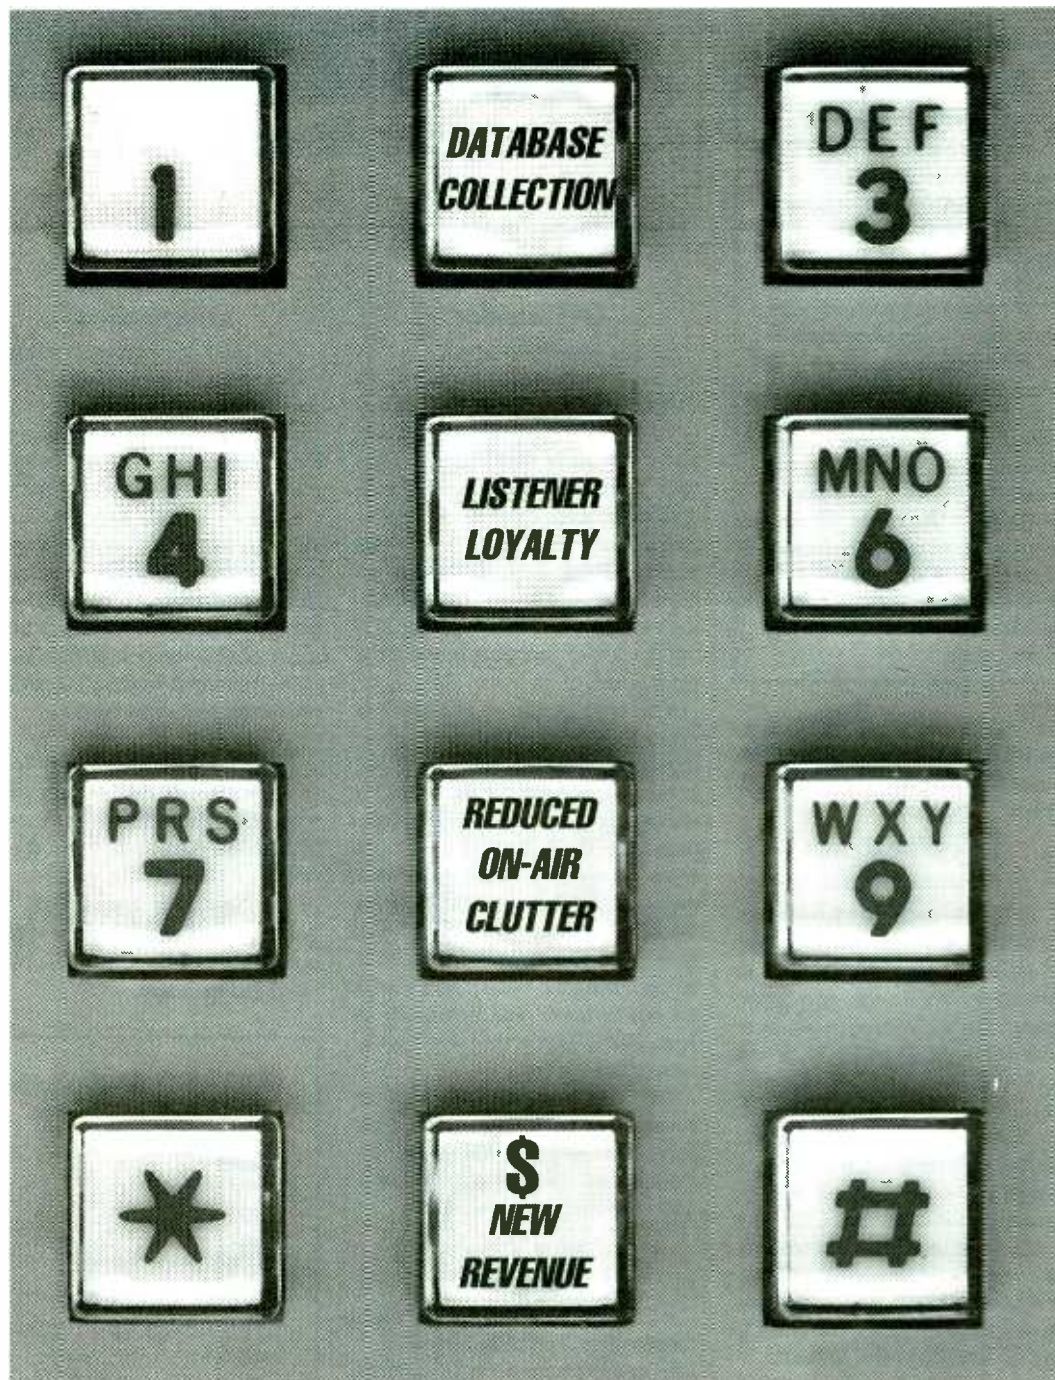 1
DATABASE
COLLECTION
DEF
3
GHI
4
LISTENER
LOYALTY
MNO
6
PRS
7
REDUCED
ON-AIR
CLUTTER
WXY
9
*
$
NEW
REVENUE
#